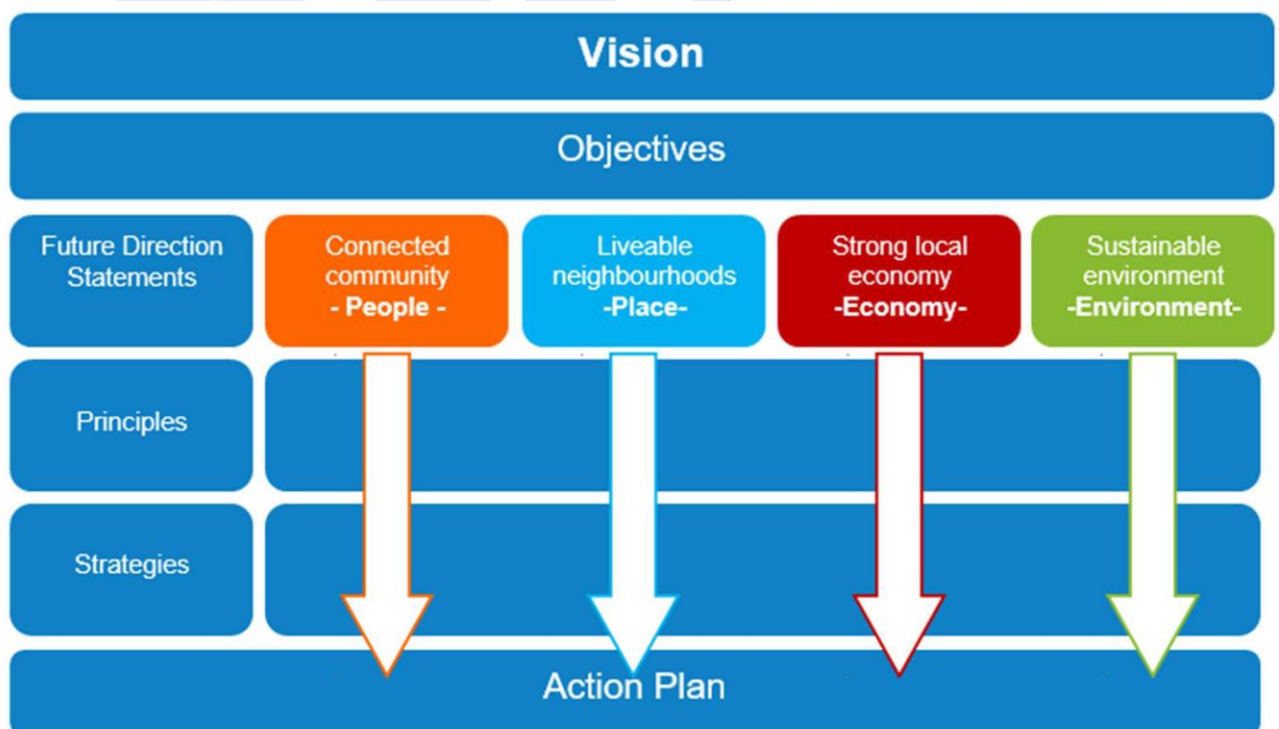 Vision
Objectives
Future Direction
Statements
Connected
community
- People -
Liveable
neighbourhoods
-Place-
Strong local
economy
-Economy-
Sustainable
environment
-Environment-
Principles
Strategies
Action Plan